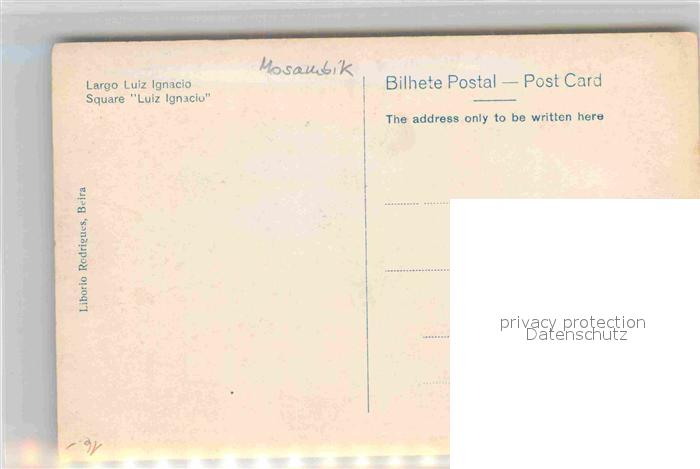 Mosambik
Largo Luiz Ignacio
Square "Luiz Ignacio"
Bilhete Postal — Post Card
The address only to be written here
Liborio Rodrigues, Beira
privacy protection
Datenschutz